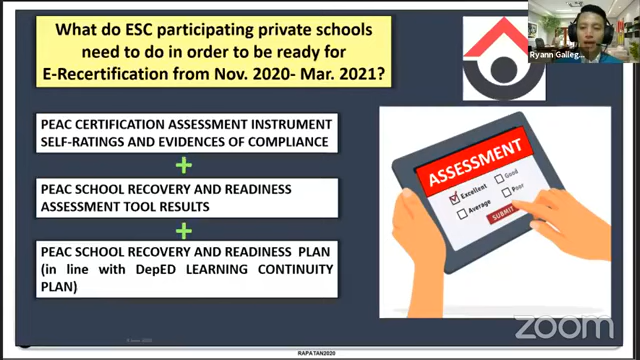 What do ESC participating private schools
need to do in order to be ready for
E-Recertification from Nov. 2020- Mar. 2021?
Ryann Galleg...
PEAC CERTIFICATION ASSESSMENT INSTRUMENT
SELF-RATINGS AND EVIDENCES OF COMPLIANCE
+
PEAC SCHOOL RECOVERY AND READINESS
ASSESSMENT TOOL RESULTS
+
PEAC SCHOOL RECOVERY AND READINESS PLAN
(in line with DepED LEARNING CONTINUITY
PLAN)
ASSESSMENT
Excellent
Good
Average
Poor
SUBMIT
zoom
RAPATAN2020